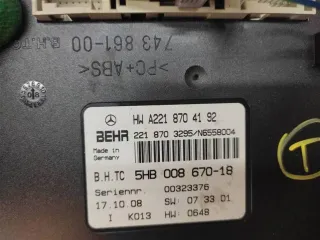 743 861-00 B.H.TC
>PC+ABS<
HW A221 870 41 92
BEHR 221 870 3295/N6558004
Made in
Germany
B.H.TC 5HB 008 670-18
Seriennr. 00323376
17.10.08 SW: 07 33 01
I K013 HW: 0648
T